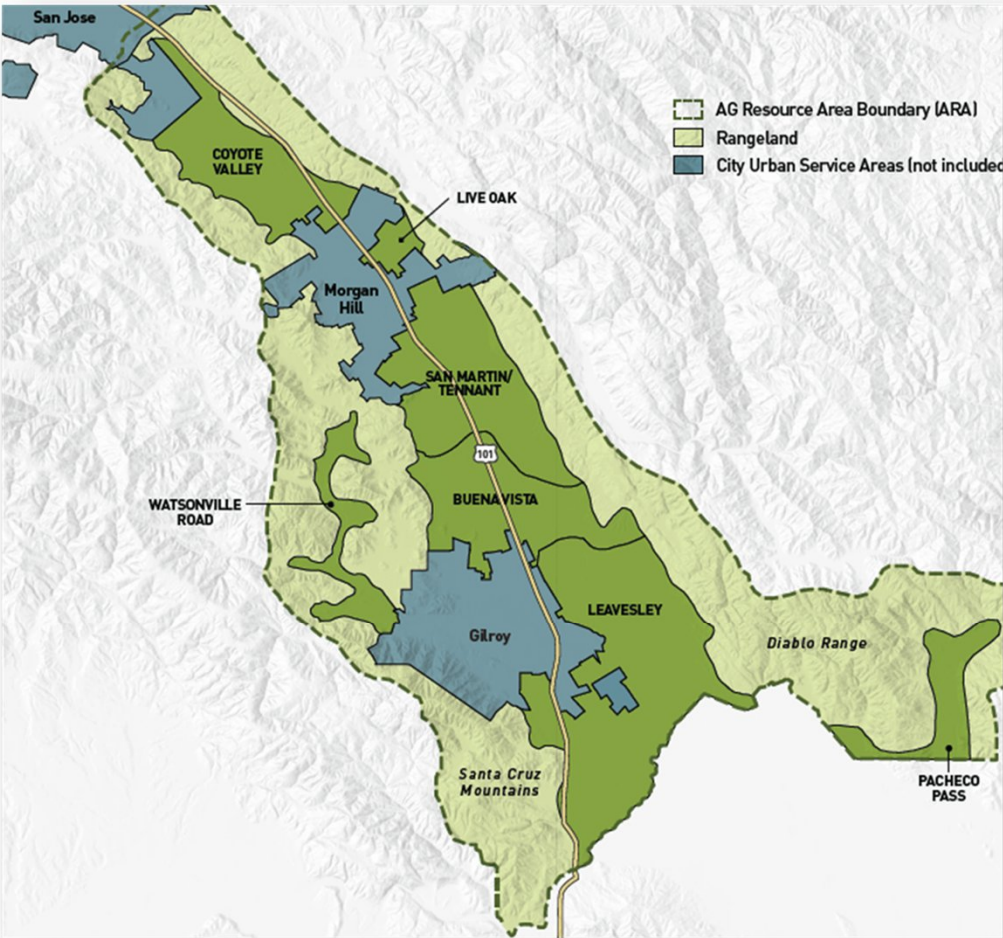 San Jose
AG Resource Area Boundary (ARA)
Rangeland
City Urban Service Areas (not included
COYOTE
VALLEY
LIVE OAK
Morgan
Hill
SAN MARTIN/
TENNANT
101
BUENAVISTA
WATSONVILLE
ROAD
LEAVESLEY
Gilroy
Diablo Range
Santa Cruz
Mountains
PACHECO
PASS